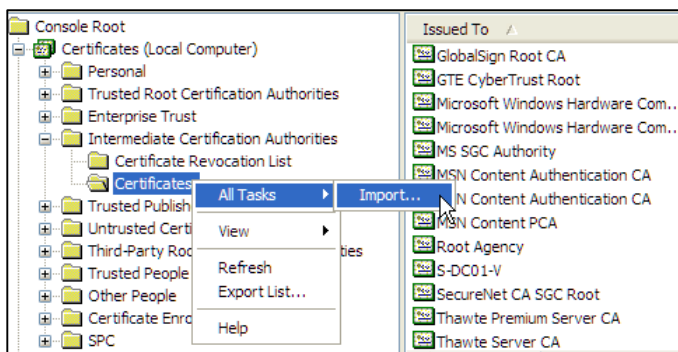 Console Root
Certificates (Local Computer)
Personal
Trusted Root Certification Authorities
Enterprise Trust
Intermediate Certification Authorities
Certificate Revocation List
Certificates
Trusted Publish
Untrusted Certi
Third-Party Roo
ties
Trusted People
Other People
Certificate Enro
SPC
All Tasks
View
Refresh
Export List...
Help
Import...
Issued To
GlobalSign Root CA
GTE CyberTrust Root
Microsoft Windows Hardware Com...
Microsoft Windows Hardware Com...
MS SGC Authority
MSN Content Authentication CA
N Content Authentication CA
MSN Content PCA
Root Agency
S-DC01-V
SecureNet CA SGC Root
Thawte Premium Server CA
Thawte Server CA